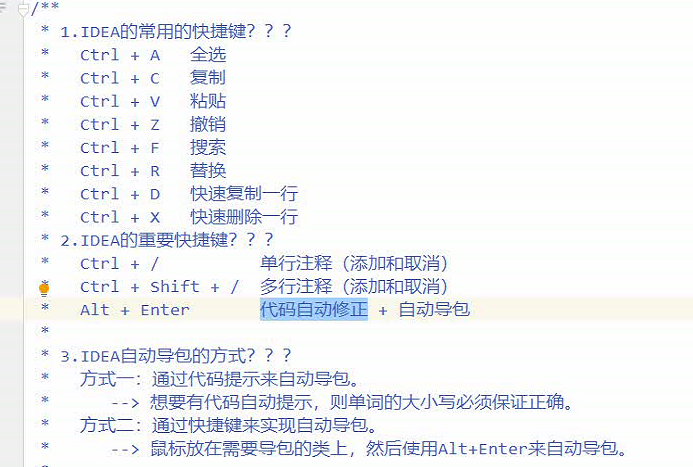 /**
* 1.IDEA的常用的快捷键？？？
* Ctrl + A 全选
* Ctrl + C 复制
* Ctrl + V 粘贴
* Ctrl + Z 撤销
* Ctrl + F 搜索
* Ctrl + R 替换
* Ctrl + D 快速复制一行
* Ctrl + X 快速删除一行
* 2.IDEA的重要快捷键？？？
* Ctrl + / 单行注释（添加和取消）
* Ctrl + Shift + / 多行注释（添加和取消）
* Alt + Enter 代码自动修正 + 自动导包
*
* 3.IDEA自动导包的方式？？？
* 方式一：通过代码提示来自动导包。
* --> 想要有代码自动提示，则单词的大小写必须保证正确。
* 方式二：通过快捷键来实现自动导包。
* --> 鼠标放在需要导包的类上，然后使用Alt+Enter来自动导包。